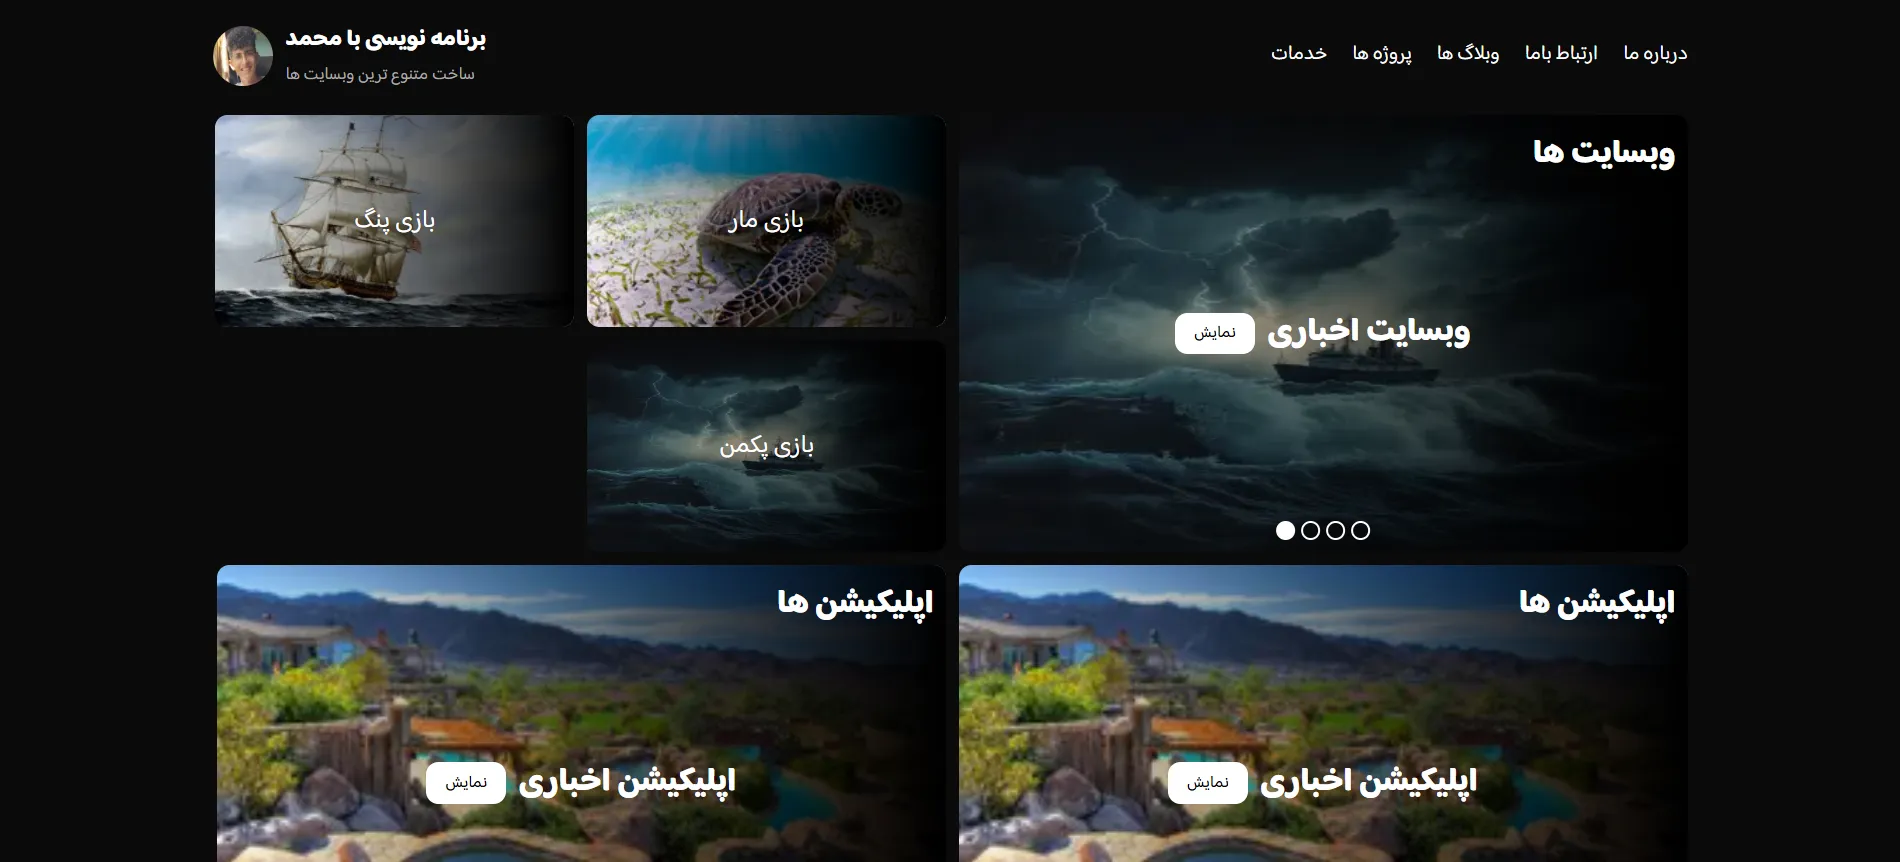 درباره ما
ارتباط باما
وبلاگ ها
پروژه ها
خدمات
برنامه نویسی با محمد
ساخت متنوع ترین وبسایت ها
وبسایت ها
وبسایت اخباری
نمایش
بازی مار
بازی پنگ
بازی پکمن
اپلیکیشن ها
اپلیکیشن اخباری
نمایش
اپلیکیشن ها
اپلیکیشن اخباری
نمایش